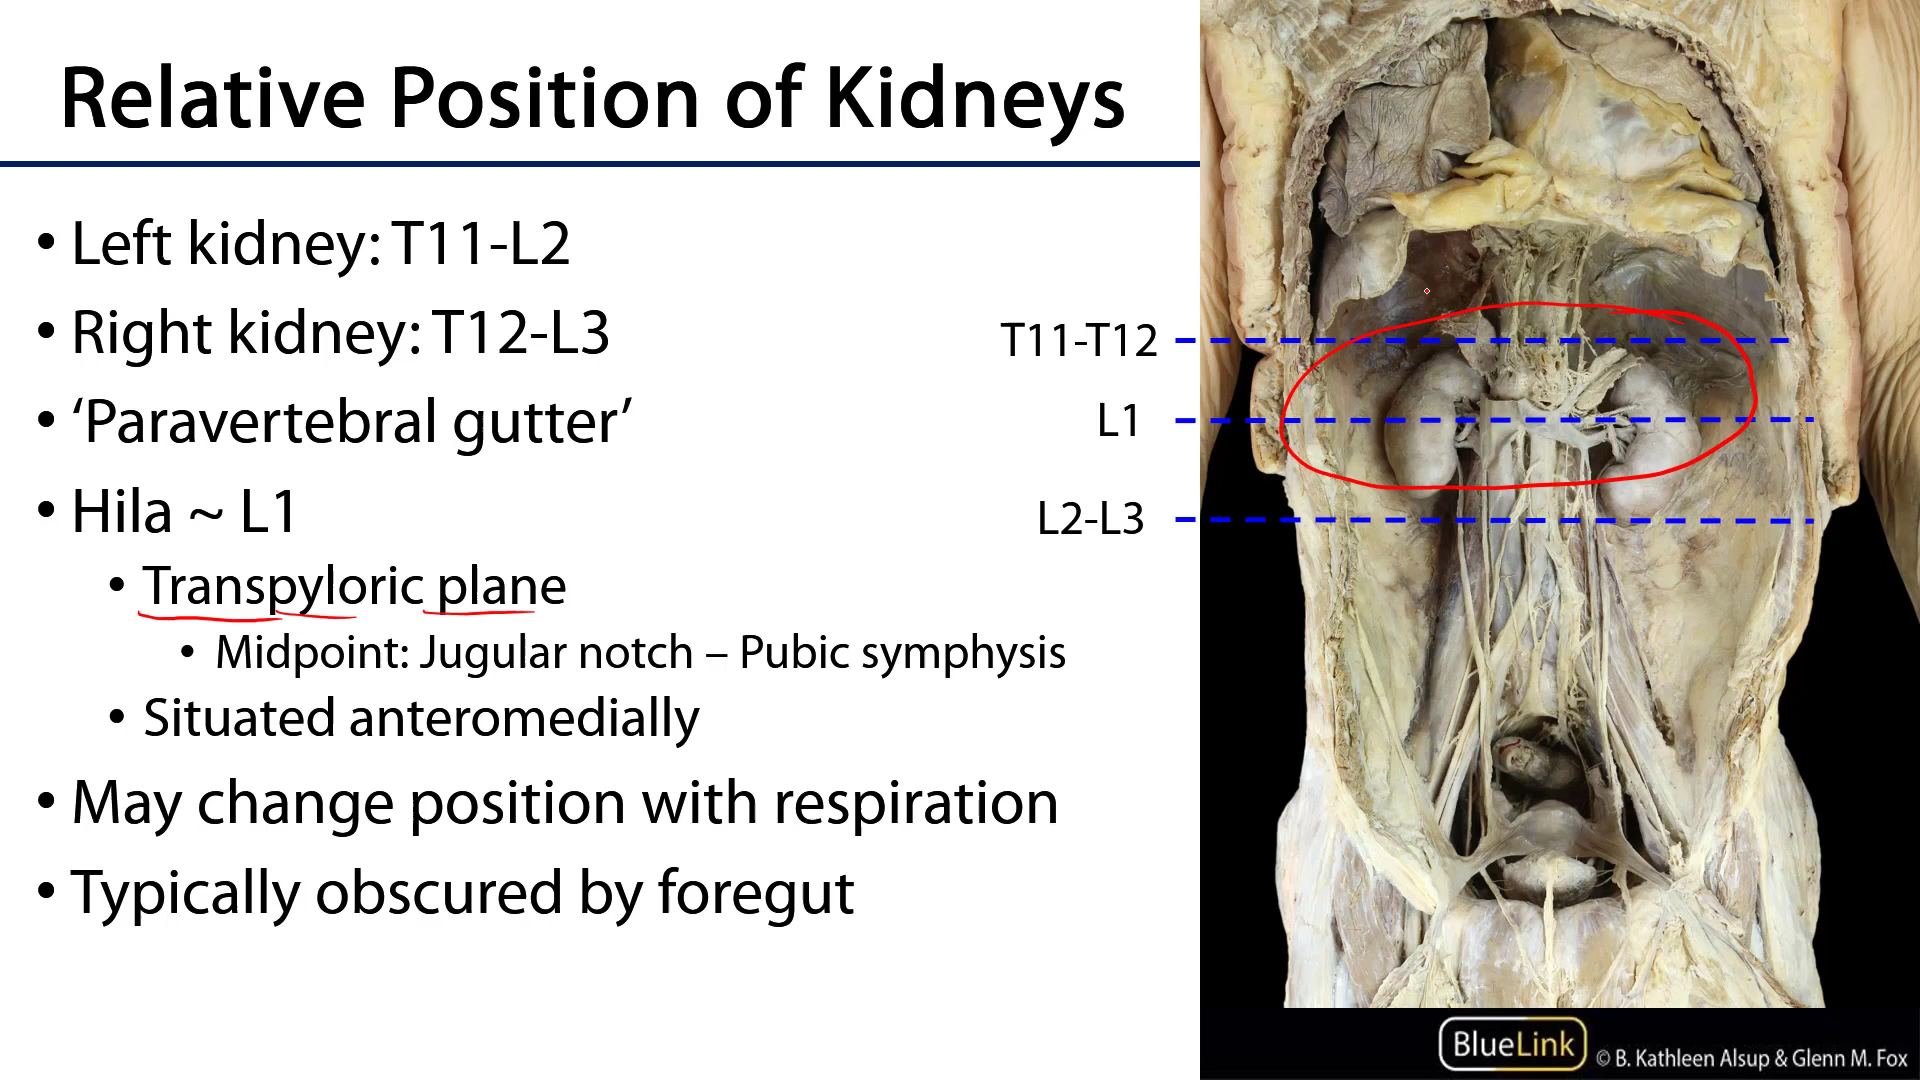 Relative Position of Kidneys
• Left kidney: T11-L2
• Right kidney: T12-L3
• ‘Paravertebral gutter’
• Hila ~ L1
• Transpyloric plane
• Midpoint: Jugular notch – Pubic symphysis
• Situated anteromedially
• May change position with respiration
• Typically obscured by foregut
T11-T12
L1
L2-L3
BlueLink
© B. Kathleen Alsup & Glenn M. Fox